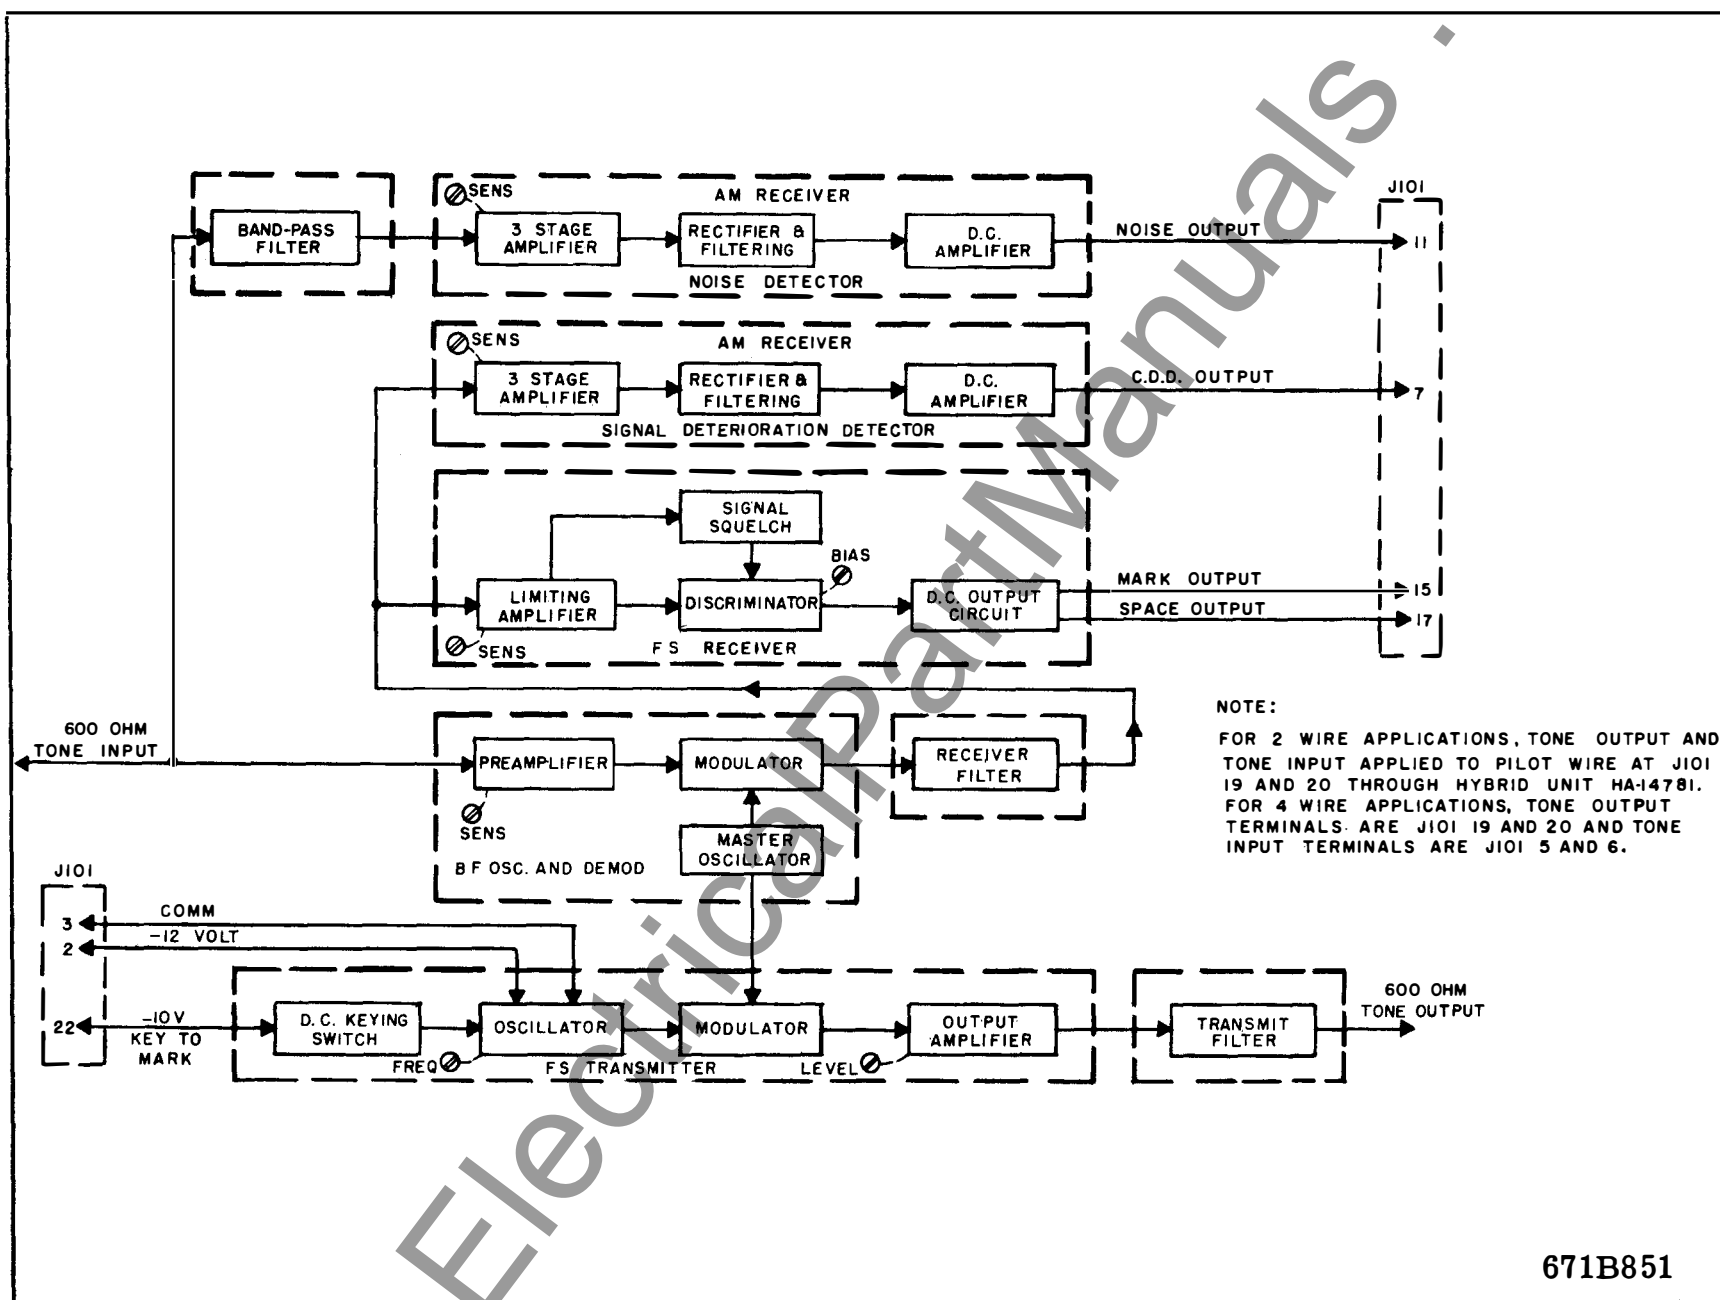 SENS
AM RECEIVER
J101
BAND-PASS
FILTER
3 STAGE
AMPLIFIER
RECTIFIER &
FILTERING
D.C.
AMPLIFIER
NOISE OUTPUT
11
NOISE DETECTOR
SENS
AM RECEIVER
3 STAGE
AMPLIFIER
RECTIFIER &
FILTERING
D.C.
AMPLIFIER
C.D.D. OUTPUT
7
SIGNAL DETERIORATION DETECTOR
SIGNAL
SQUELCH
BIAS
LIMITING
AMPLIFIER
DISCRIMINATOR
D.C. OUTPUT
CIRCUIT
MARK OUTPUT
15
SPACE OUTPUT
17
SENS
FS RECEIVER
600 OHM
TONE INPUT
PREAMPLIFIER
MODULATOR
RECEIVER
FILTER
SENS
MASTER
OSCILLATOR
BF OSC. AND DEMOD
NOTE:
FOR 2 WIRE APPLICATIONS, TONE OUTPUT AND
TONE INPUT APPLIED TO PILOT WIRE AT J101
19 AND 20 THROUGH HYBRID UNIT HA-14781.
FOR 4 WIRE APPLICATIONS, TONE OUTPUT
TERMINALS ARE J101 19 AND 20 AND TONE
INPUT TERMINALS ARE J101 5 AND 6.
J101
3
COMM
2
-12 VOLT
22
-10V
KEY TO
MARK
D.C. KEYING
SWITCH
OSCILLATOR
MODULATOR
OUTPUT
AMPLIFIER
TRANSMIT
FILTER
600 OHM
TONE OUTPUT
FREQ
FS TRANSMITTER
LEVEL
671B851
ElectricalPartManuals .